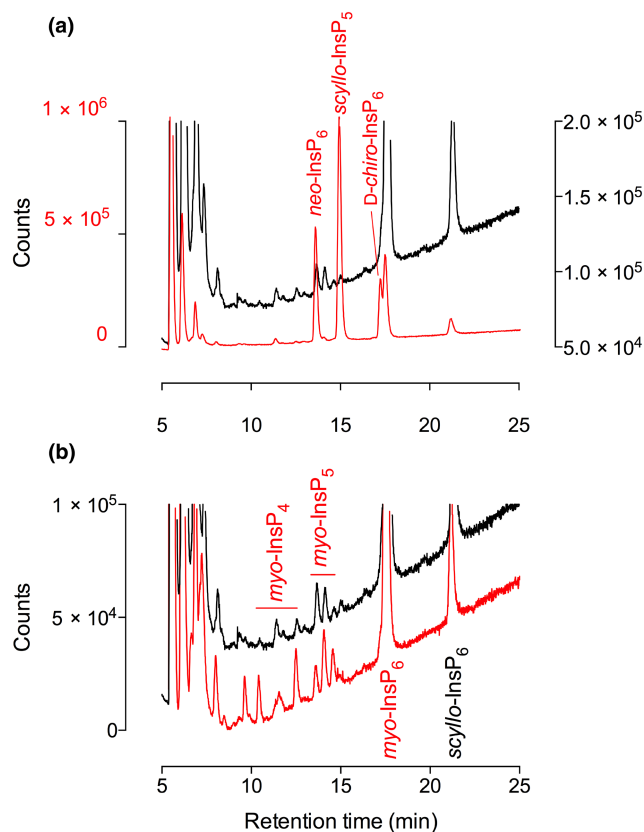 (a)
1 × 10⁶
5 × 10⁵
0
Counts
neo-InsP₆
scyllo-InsP₅
D-chiro-InsP₆
2.0 × 10⁵
1.5 × 10⁵
1.0 × 10⁵
5.0 × 10⁴
5 10 15 20 25
(b)
1 × 10⁵
5 × 10⁴
0
Counts
myo-InsP₄
myo-InsP₅
myo-InsP₆
scyllo-InsP₆
5 10 15 20 25
Retention time (min)